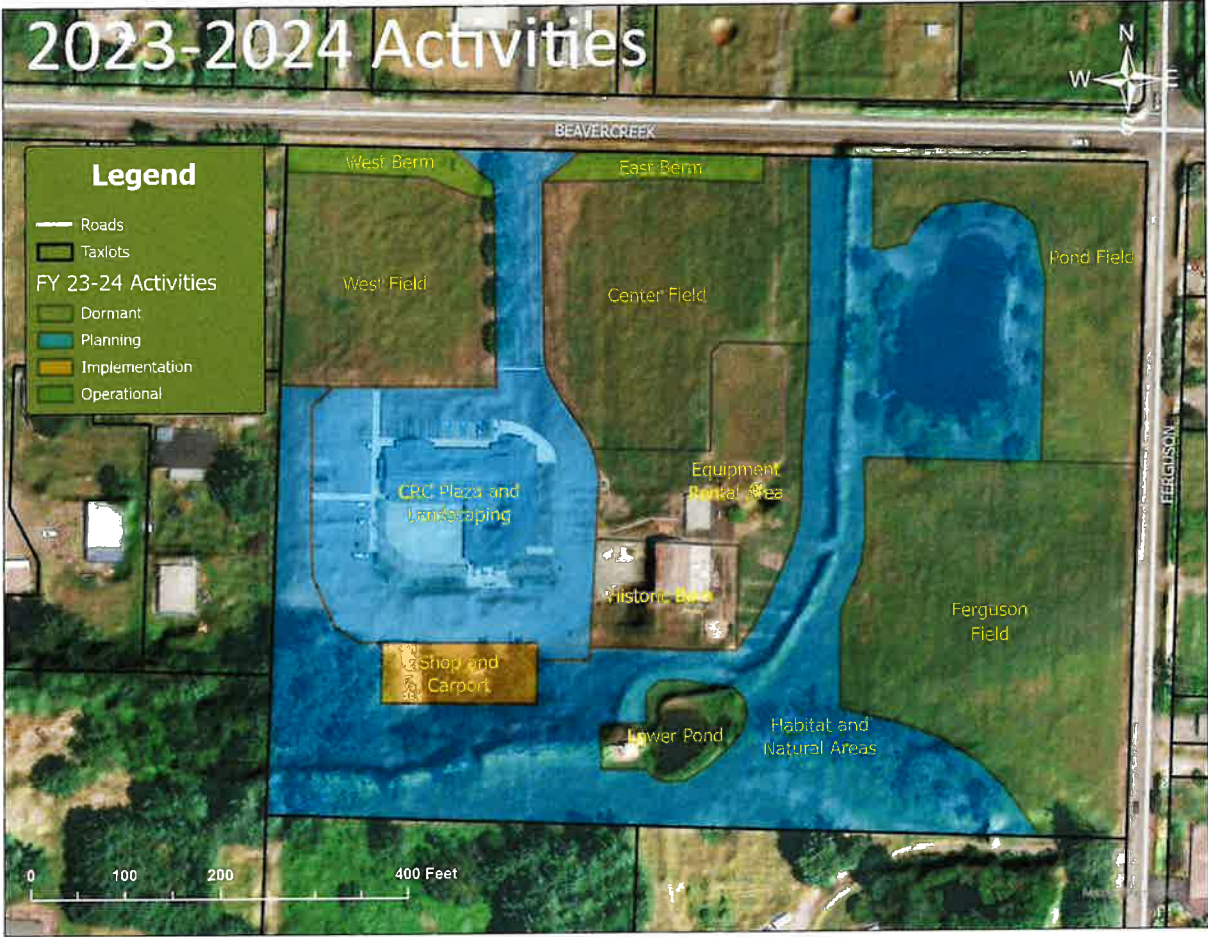 2023-2024 Activities
N
W E
S
BEAVERCREEK
Legend
Roads
Taxlots
FY 23-24 Activities
Dormant
Planning
Implementation
Operational
West Berm
East Berm
West Field
Center Field
Pond Field
FERGUSON
Equipment
Rental Area
CRC Plaza and
Landscaping
Historic Barn
Ferguson
Field
Shop and
Carport
Lower Pond
Habitat and
Natural Areas
0 100 200 400 Feet